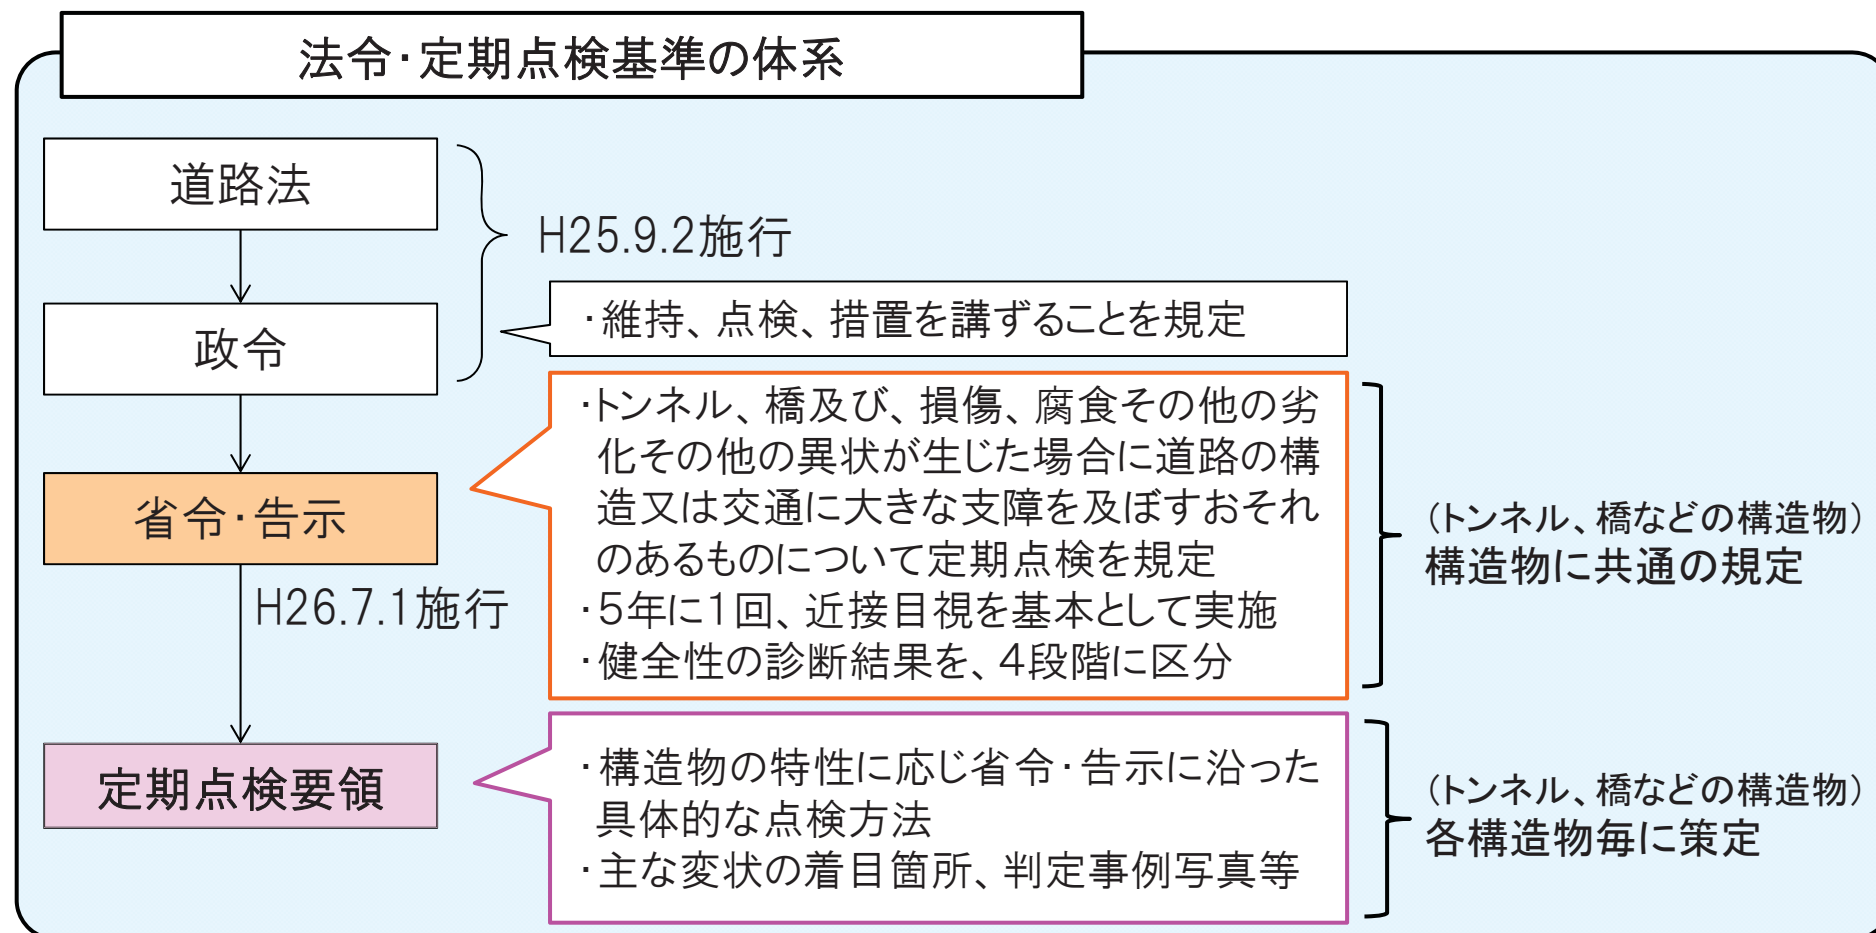 法令・定期点検基準の体系
道路法
H25.9.2施行
政令
・維持、点検、措置を講ずることを規定
省令・告示
・トンネル、橋及び、損傷、腐食その他の劣
化その他の異状が生じた場合に道路の構
造又は交通に大きな支障を及ぼすおそれ
のあるものについて定期点検を規定
・5年に1回、近接目視を基本として実施
・健全性の診断結果を、4段階に区分
(トンネル、橋などの構造物)
構造物に共通の規定
H26.7.1施行
定期点検要領
・構造物の特性に応じ省令・告示に沿った
具体的な点検方法
・主な変状の着目箇所、判定事例写真等
(トンネル、橋などの構造物)
各構造物毎に策定